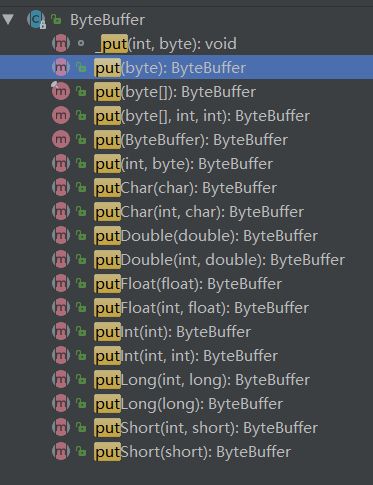 ByteBuffer
_put(int, byte): void
put(byte): ByteBuffer
put(byte[]): ByteBuffer
put(byte[], int, int): ByteBuffer
put(ByteBuffer): ByteBuffer
put(int, byte): ByteBuffer
putChar(char): ByteBuffer
putChar(int, char): ByteBuffer
putDouble(double): ByteBuffer
putDouble(int, double): ByteBuffer
putFloat(float): ByteBuffer
putFloat(int, float): ByteBuffer
putInt(int): ByteBuffer
putInt(int, int): ByteBuffer
putLong(int, long): ByteBuffer
putLong(long): ByteBuffer
putShort(int, short): ByteBuffer
putShort(short): ByteBuffer